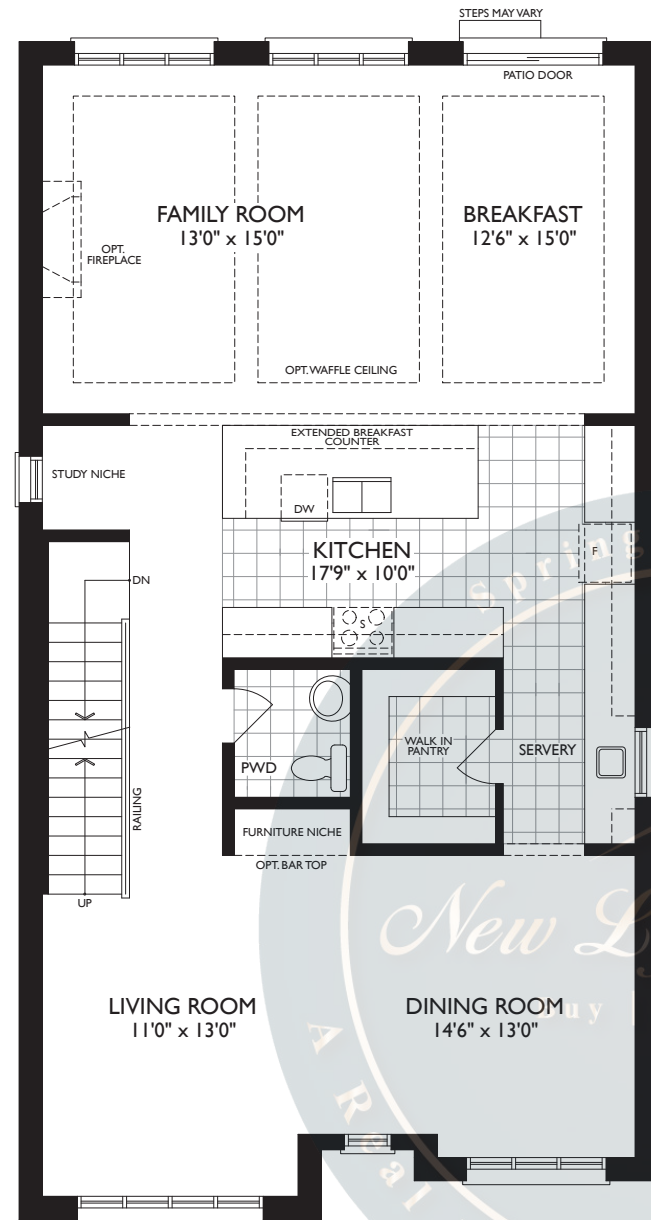 STEPS MAY VARY
PATIO DOOR
FAMILY ROOM
13'0" x 15'0"
BREAKFAST
12'6" x 15'0"
OPT.
FIREPLACE
OPT. WAFFLE CEILING
EXTENDED BREAKFAST
COUNTER
STUDY NICHE
DW
KITCHEN
17'9" x 10'0"
F
DN
S
WALK IN
PANTRY
SERVERY
PWD
RAILING
FURNITURE NICHE
OPT. BAR TOP
UP
LIVING ROOM
11'0" x 13'0"
DINING ROOM
14'6" x 13'0"
Spring
New
Buy |
A Real